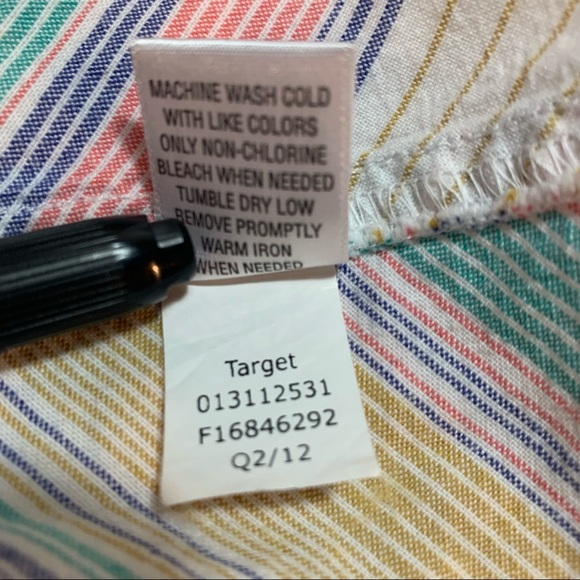 MACHINE WASH COLD
WITH LIKE COLORS
ONLY NON-CHLORINE
BLEACH WHEN NEEDED
TUMBLE DRY LOW
REMOVE PROMPTLY
WARM IRON
WHEN NEEDED
Target
013112531
F16846292
Q2/12